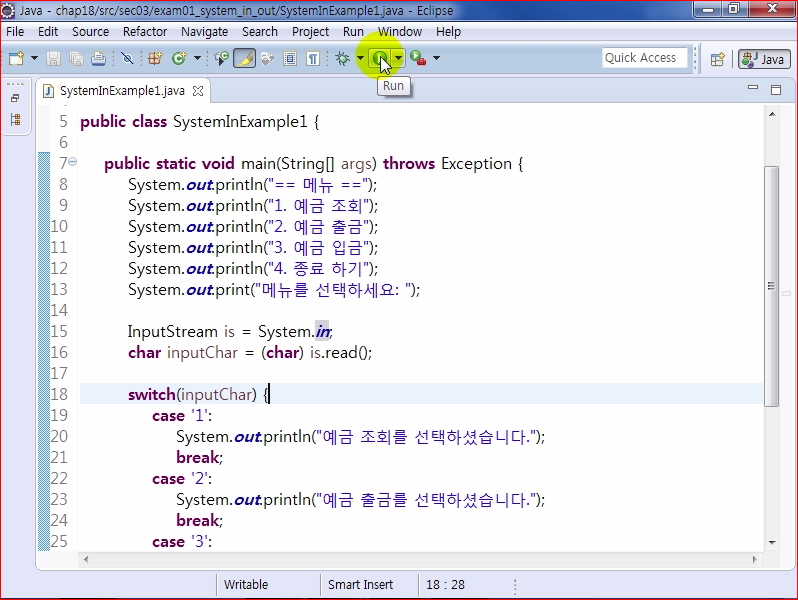 Java - chap18/src/sec03/exam01_system_in_out/SystemInExample1.java - Eclipse
File Edit Source Refactor Navigate Search Project Run Window Help
Quick Access Java
Run
SystemInExample1.java
5 public class SystemInExample1 {
6
7 public static void main(String[] args) throws Exception {
8 System.out.println("== 메뉴 ==");
9 System.out.println("1. 예금 조회");
10 System.out.println("2. 예금 출금");
11 System.out.println("3. 예금 입금");
12 System.out.println("4. 종료 하기");
13 System.out.print("메뉴를 선택하세요: ");
14
15 InputStream is = System.in;
16 char inputChar = (char) is.read();
17
18 switch(inputChar) {
19 case '1':
20 System.out.println("예금 조회를 선택하셨습니다.");
21 break;
22 case '2':
23 System.out.println("예금 출금를 선택하셨습니다.");
24 break;
25 case '3':
Writable Smart Insert 18 : 28